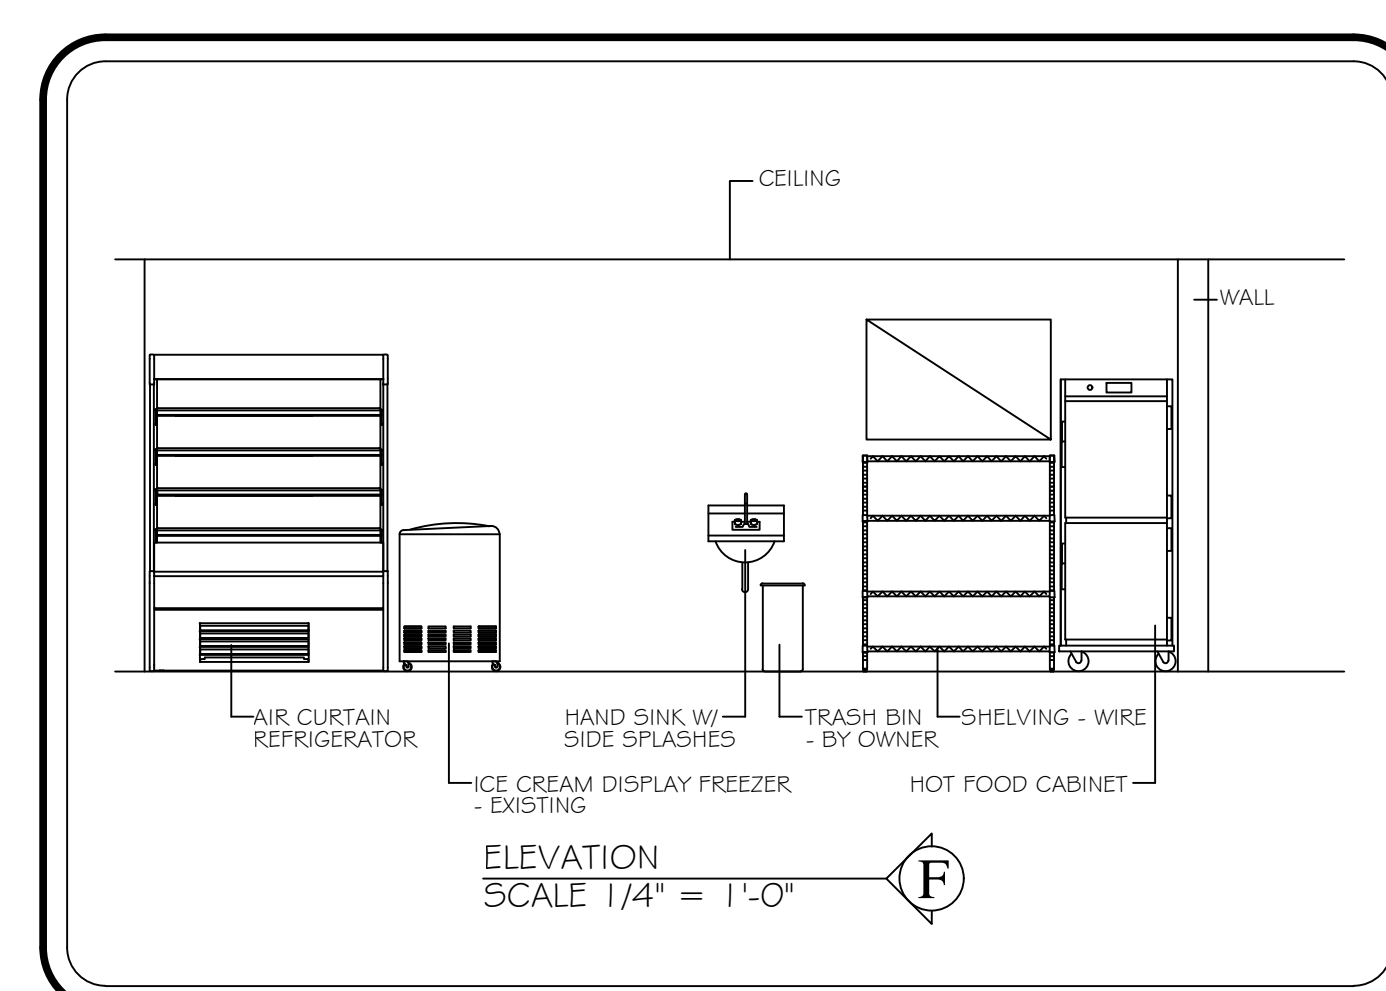 CEILING
WALL
AIR CURTAIN
REFRIGERATOR
HAND SINK W/
SIDE SPLASHES
TRASH BIN
- BY OWNER
SHELVING - WIRE
ICE CREAM DISPLAY FREEZER
- EXISTING
HOT FOOD CABINET
ELEVATION
SCALE 1/4" = 1'-0"
F